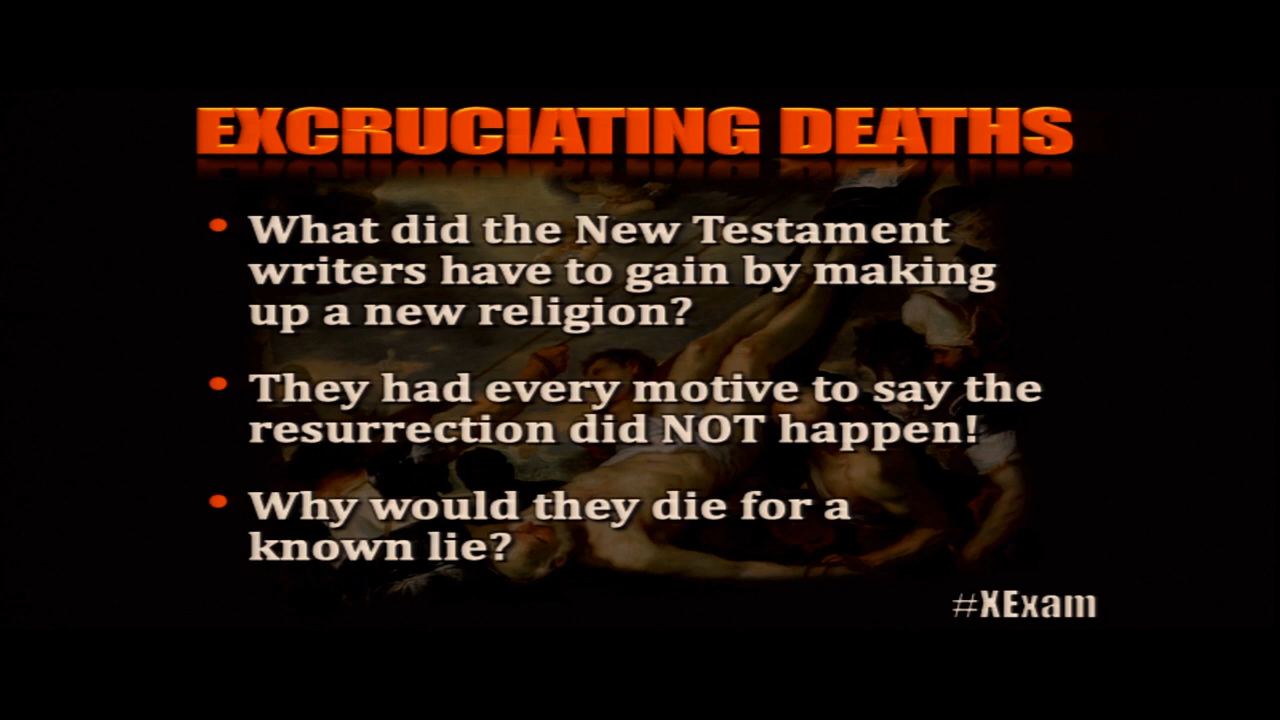 EXCRUCIATING DEATHS
• What did the New Testament
writers have to gain by making
up a new religion?
• They had every motive to say the
resurrection did NOT happen!
• Why would they die for a
known lie?
#XExam